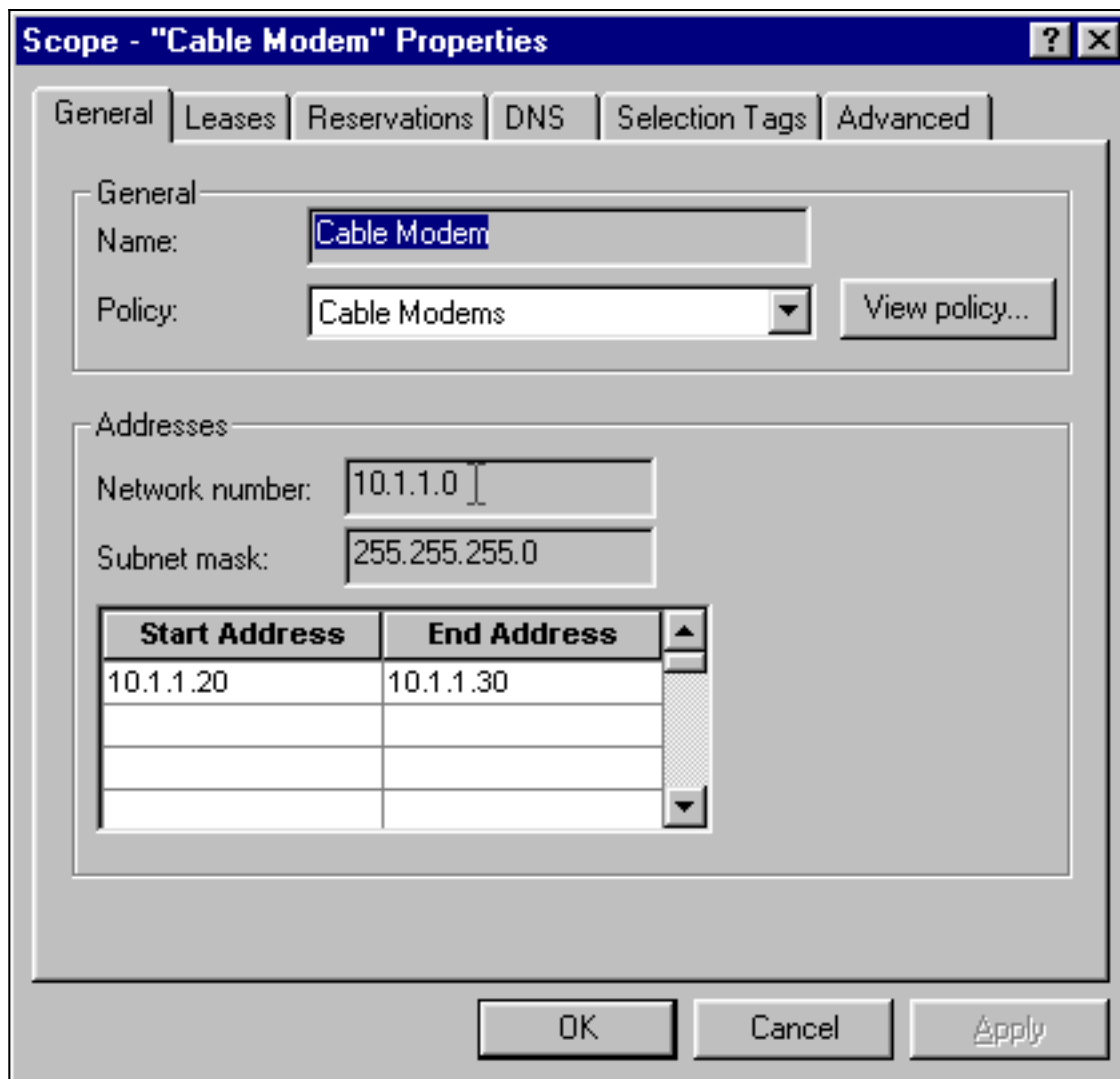 Scope - "Cable Modem" Properties
General Leases Reservations DNS Selection Tags Advanced
General
Name: Cable Modem
Policy: Cable Modems View policy...
Addresses
Network number: 10.1.1.0
Subnet mask: 255.255.255.0
Start Address End Address
10.1.1.20 10.1.1.30
OK Cancel Apply